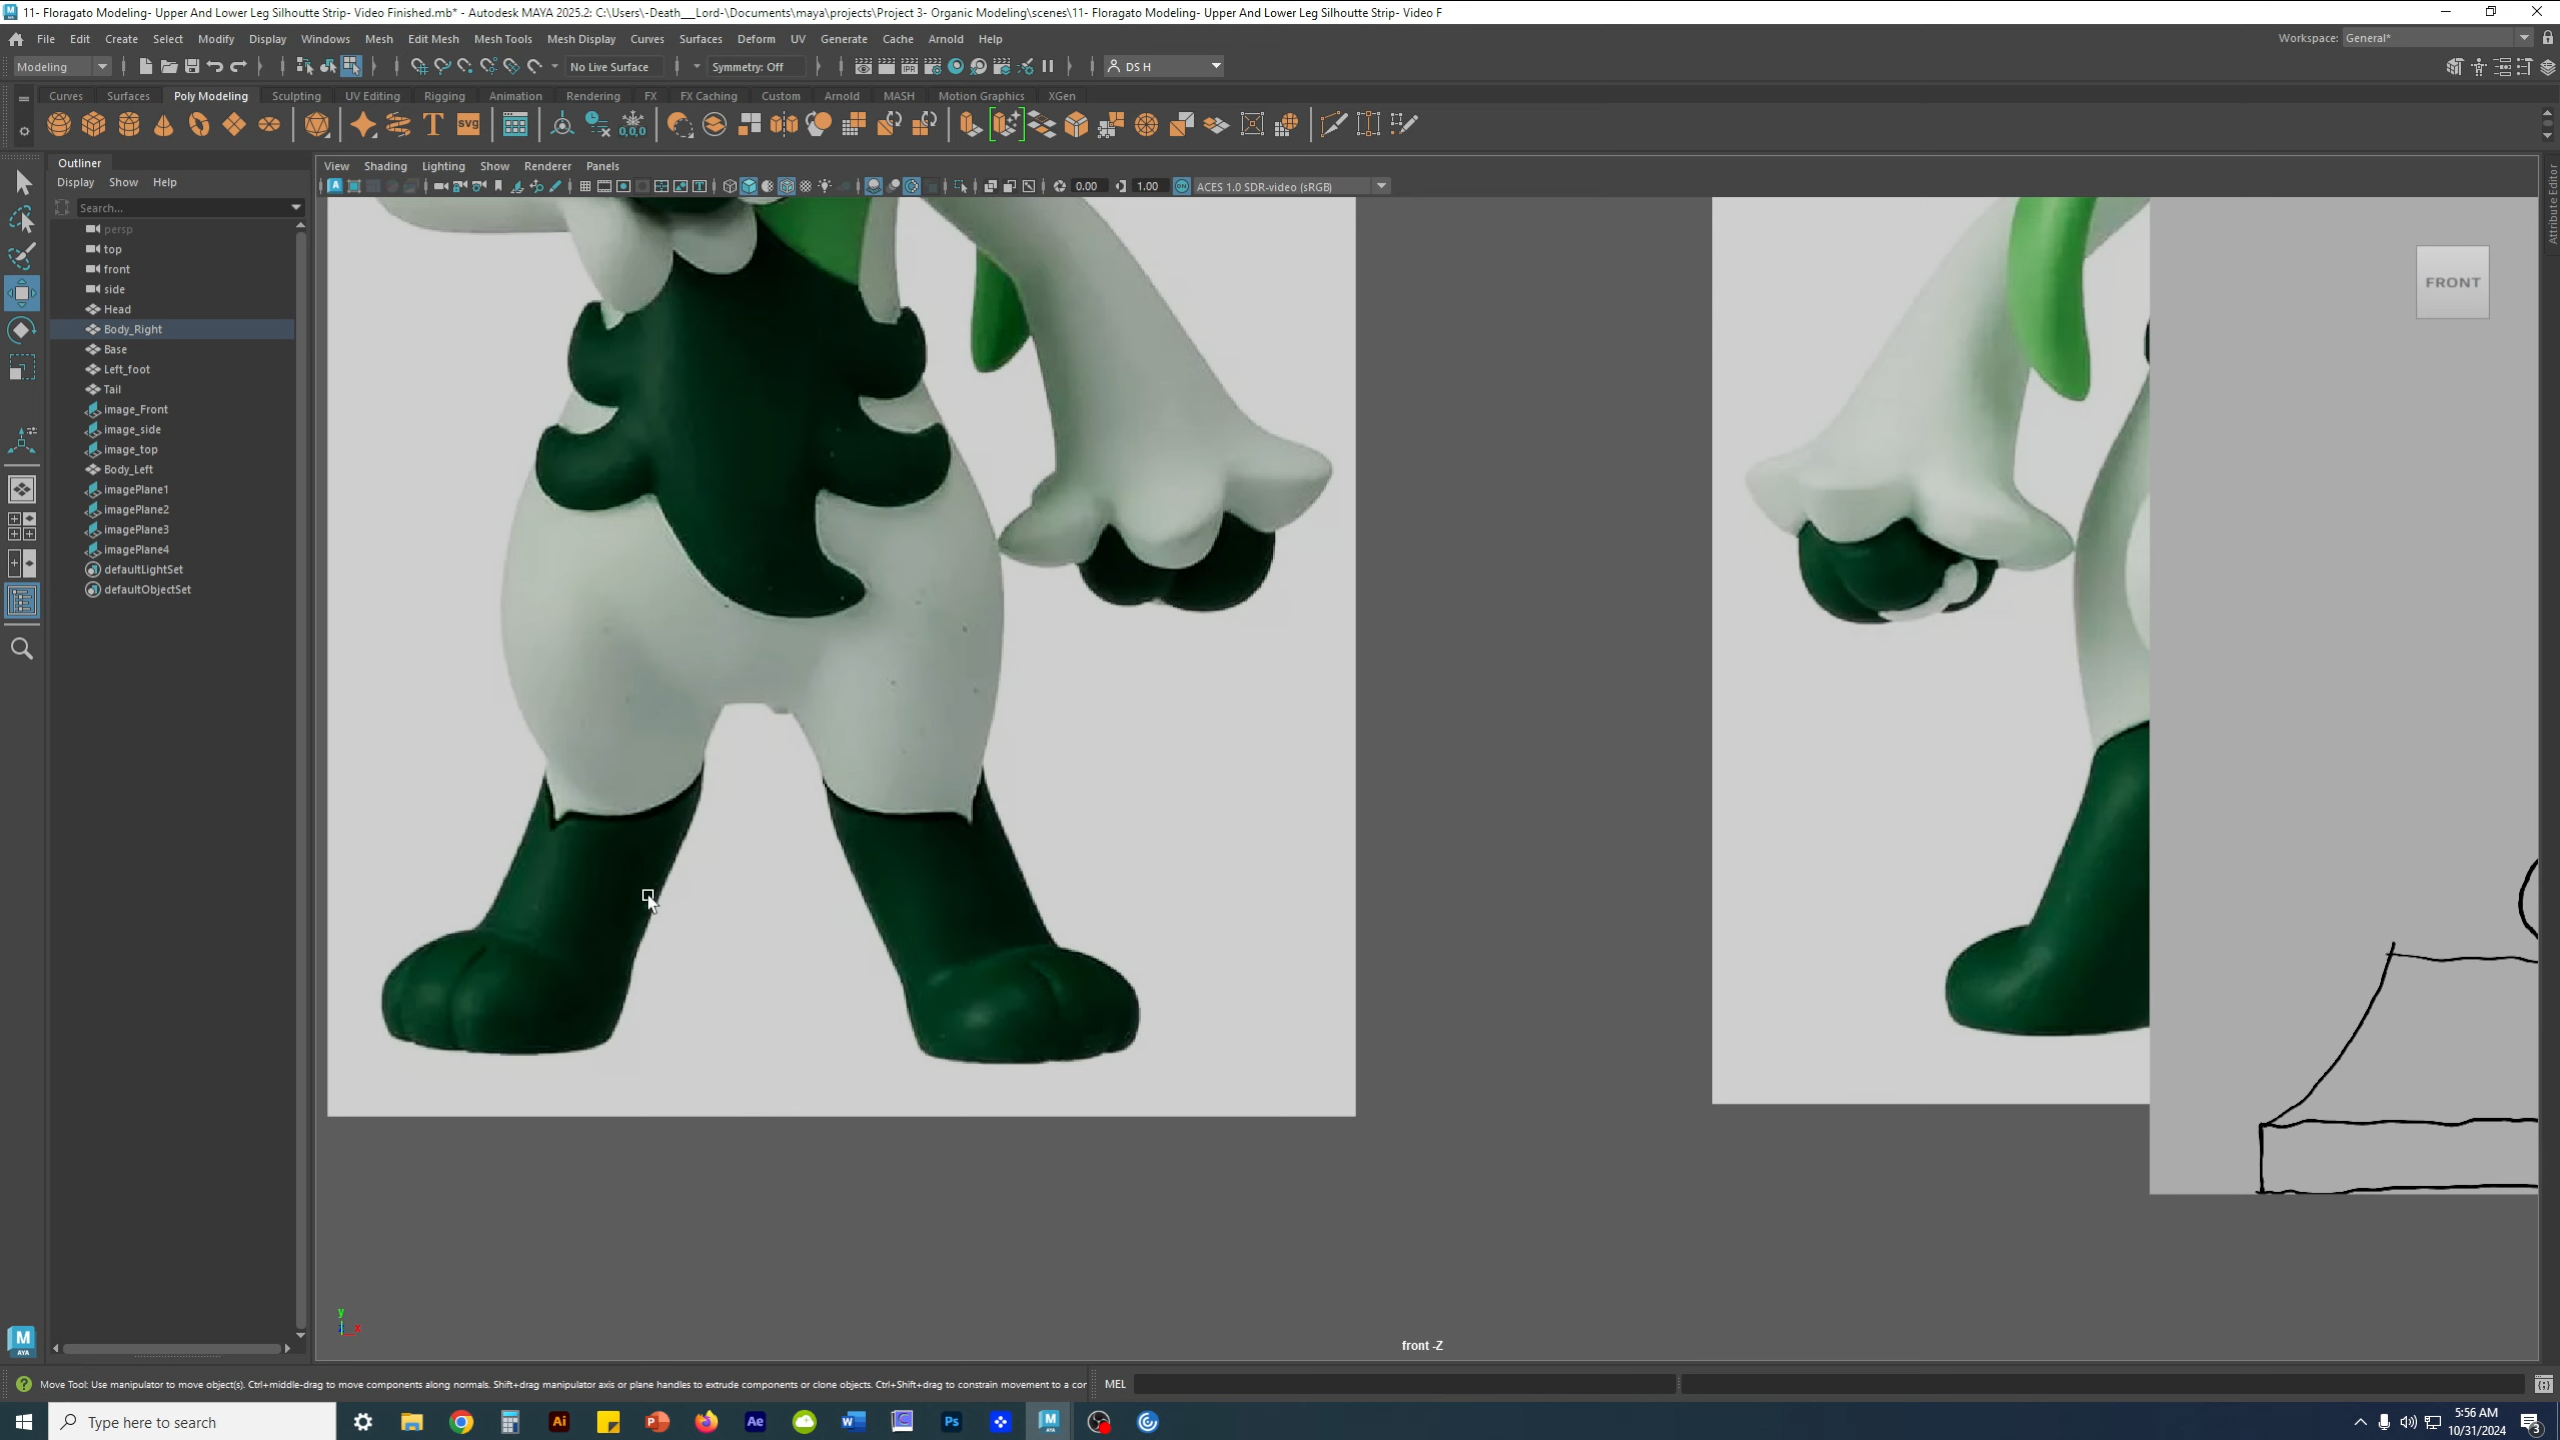 11- Floragato Modeling- Upper And Lower Leg Silhoutte Strip- Video Finished.mb* - Autodesk MAYA 2025.2: C:\Users\-Death__Lord-\Documents\maya\projects\Project 3- Organic Modeling\scenes\11- Floragato Modeling- Upper And Lower Leg Silhoutte Strip- Video F
File Edit Create Select Modify Display Windows Mesh Edit Mesh Mesh Tools Mesh Display Curves Surfaces Deform UV Generate Cache Arnold Help
Workspace: General*
Modeling No Live Surface Symmetry: Off DS H
Curves Surfaces Poly Modeling Sculpting UV Editing Rigging Animation Rendering FX FX Caching Custom Arnold MASH Motion Graphics XGen
Outliner
Display Show Help
Search...
persp
top
front
side
Head
Body_Right
Base
Left_foot
Tail
image_Front
image_side
image_top
Body_Left
imagePlane1
imagePlane2
imagePlane3
imagePlane4
defaultLightSet
defaultObjectSet
View Shading Lighting Show Renderer Panels
0.00 1.00 ACES 1.0 SDR-video (sRGB)
FRONT
Attribute Editor
y
x
front -Z
Move Tool: Use manipulator to move object(s). Ctrl+middle-drag to move components along normals. Shift+drag manipulator axis or plane handles to extrude components or clone objects. Ctrl+Shift+drag to constrain movement to a cor
MEL
Type here to search
5:56 AM
10/31/2024